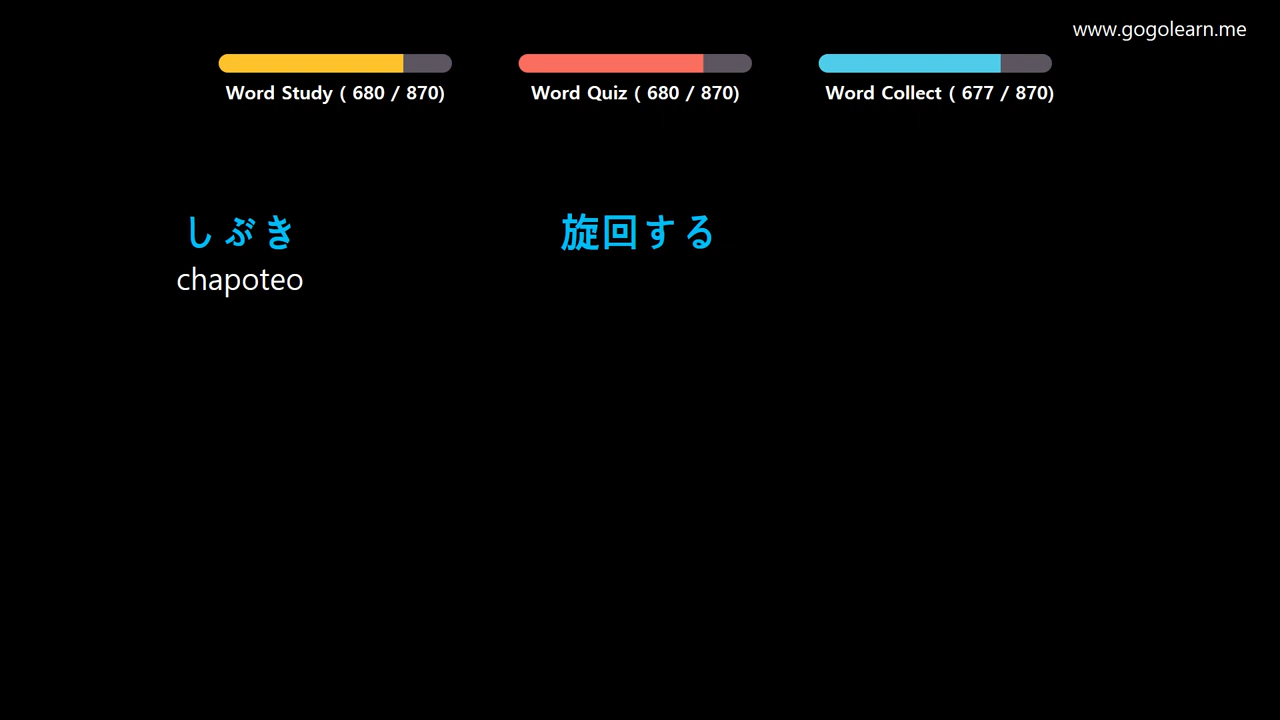 www.gogolearn.me
Word Study ( 680 / 870)
Word Quiz ( 680 / 870)
Word Collect ( 677 / 870)
しぶき
chapoteo
旋回する